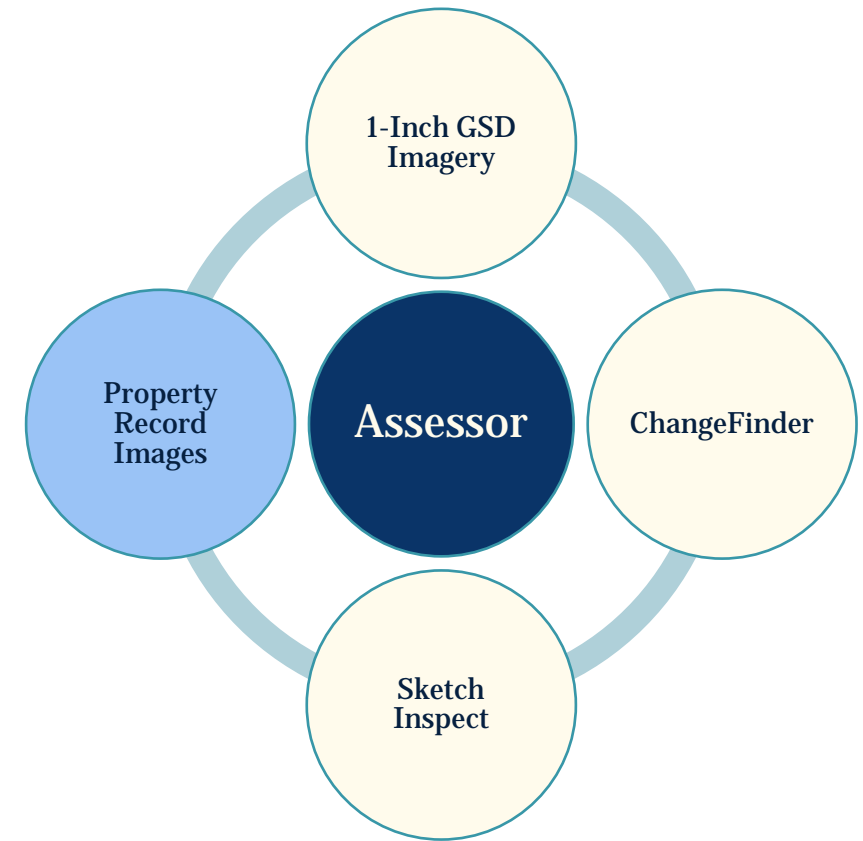 1-Inch GSD
Imagery
Property
Record
Images
Assessor
ChangeFinder
Sketch
Inspect